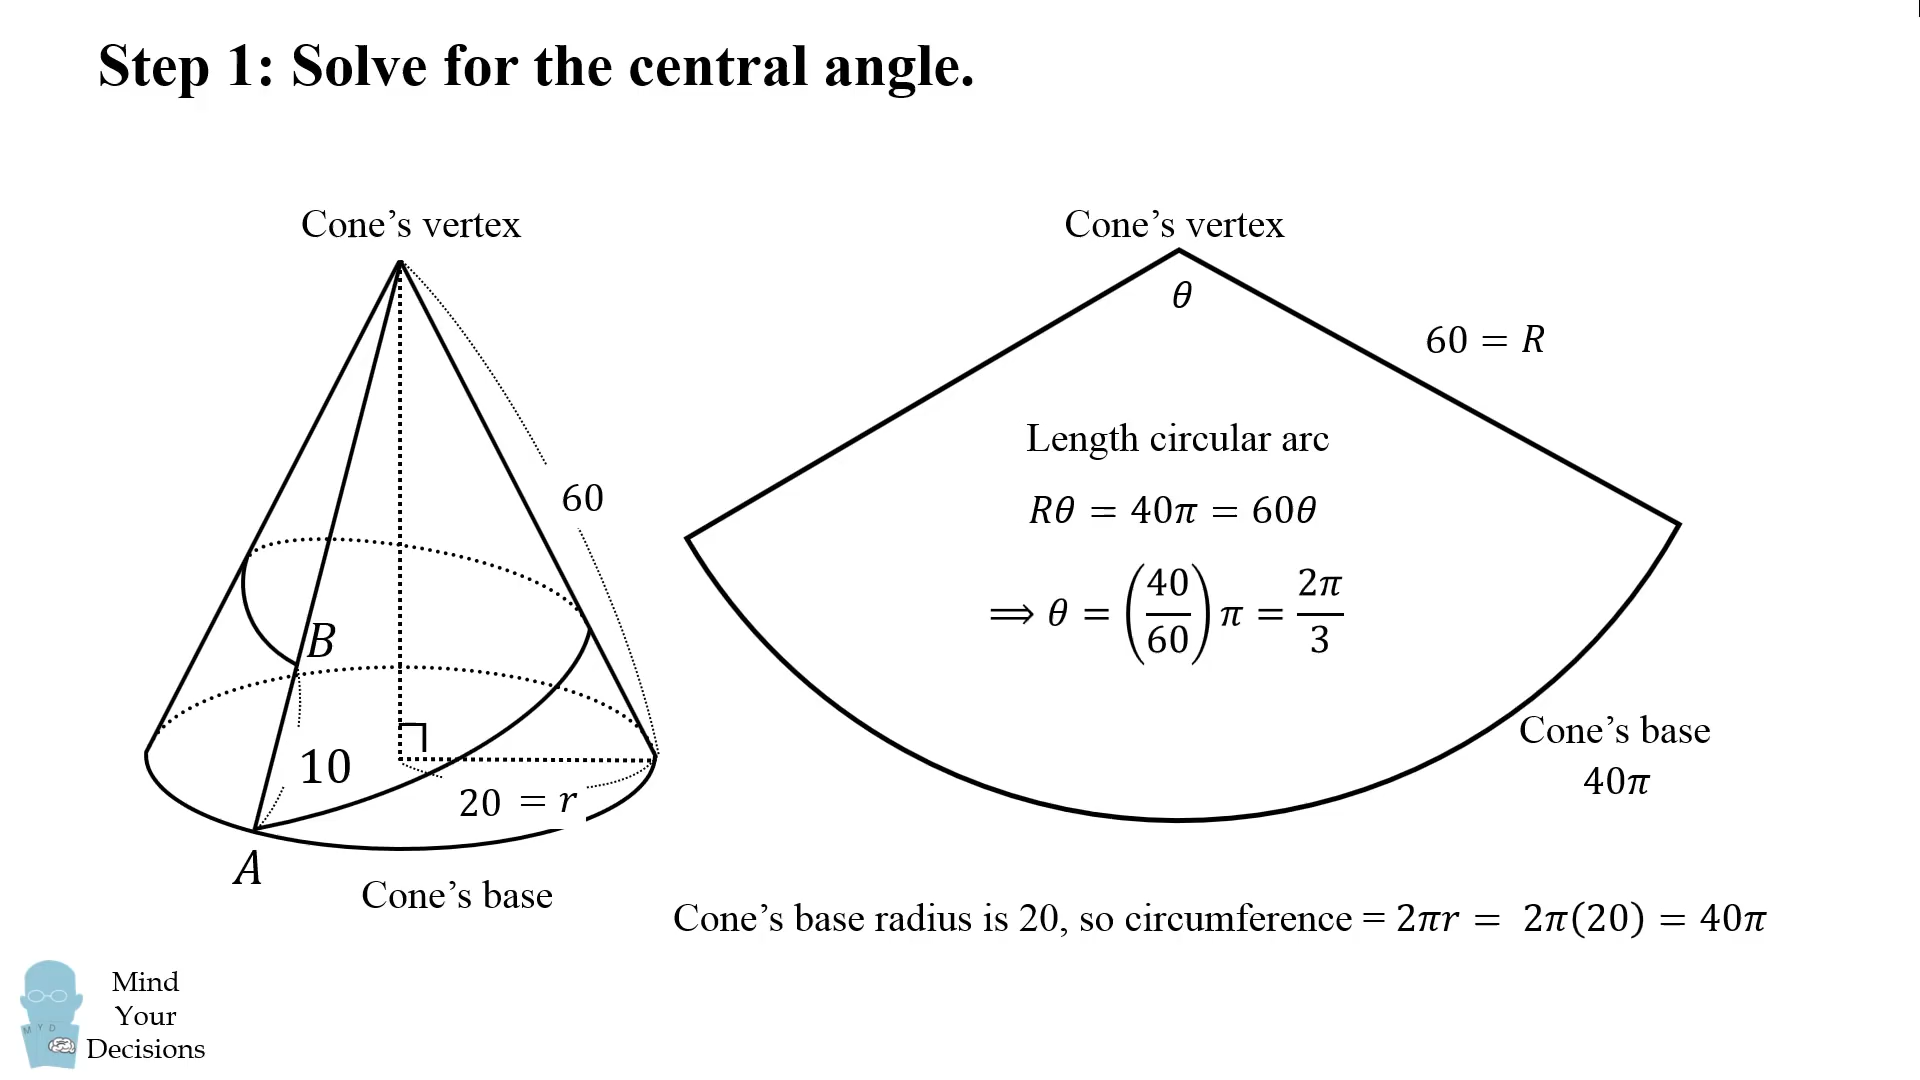 Step 1: Solve for the central angle.
Cone’s vertex
60
B
10
20 = r
A
Cone’s base
Cone’s vertex
θ
60 = R
Length circular arc
Rθ = 40π = 60θ
⟹ θ = (40/60) π = 2π/3
Cone’s base
40π
Cone’s base radius is 20, so circumference = 2πr = 2π(20) = 40π
M Y D
Mind
Your
Decisions